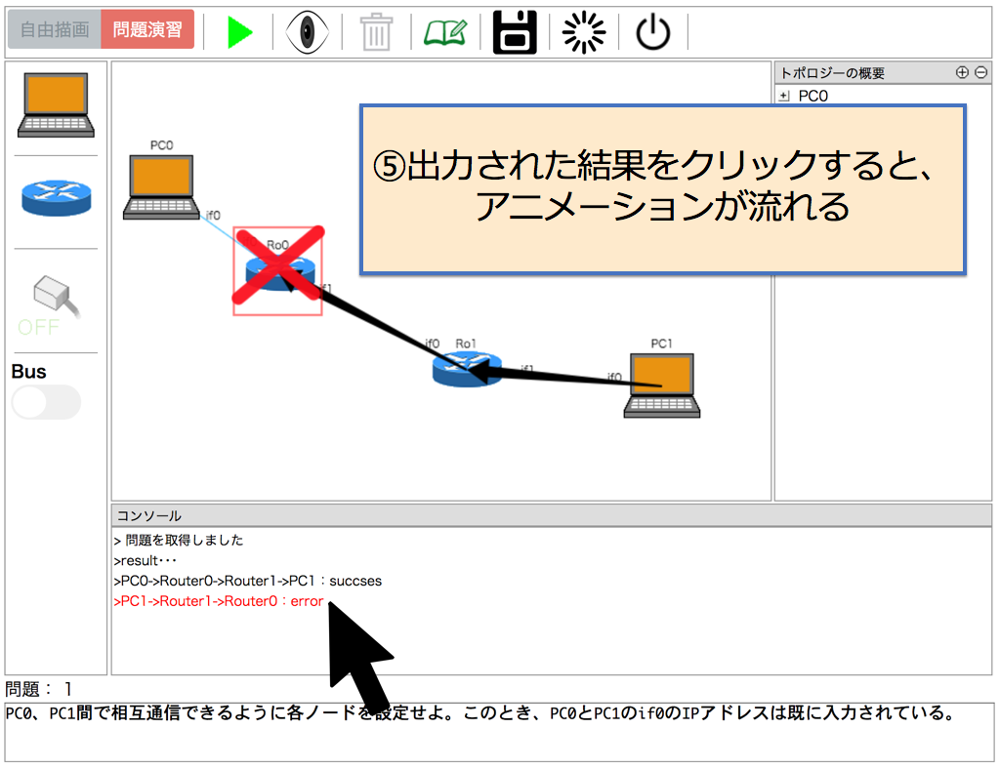 自由描画
問題演習
トポロジーの概要
PC0
⑤出力された結果をクリックすると、
アニメーションが流れる
PC0
if0
Ro0
OFF
Bus
if0
Ro1
if1
PC1
if0
コンソール
> 問題を取得しました
>result・・・
>PC0->Router0->Router1->PC1：succses
>PC1->Router1->Router0：error
問題： 1
PC0、PC1間で相互通信できるように各ノードを設定せよ。このとき、PC0とPC1のif0のIPアドレスは既に入力されている。